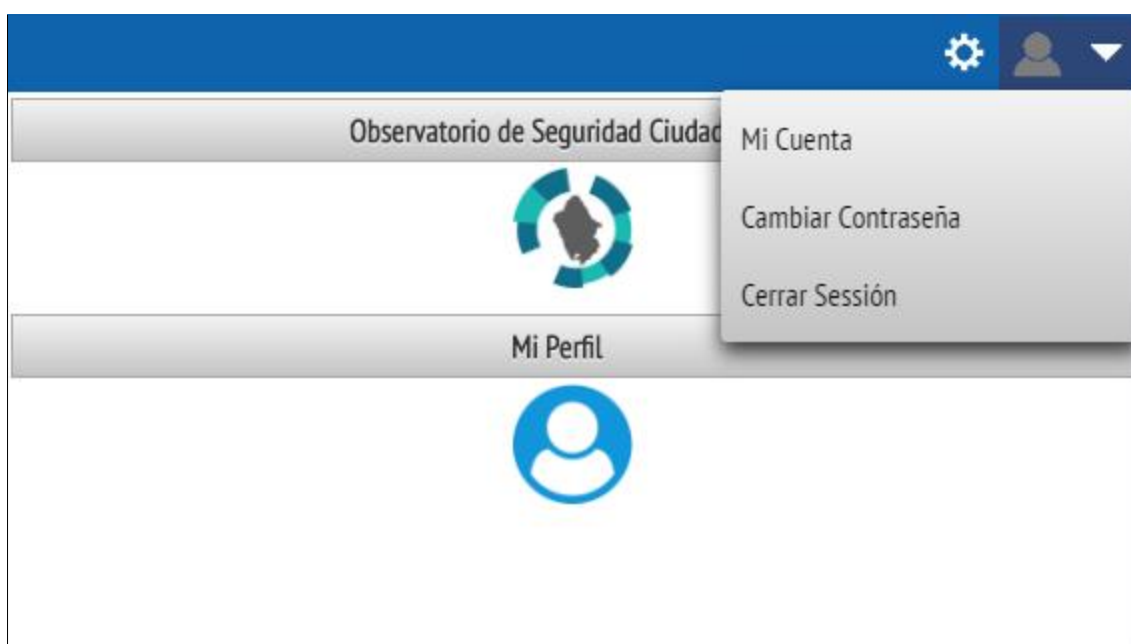 Observatorio de Seguridad Ciudad
Mi Cuenta
Cambiar Contraseña
Cerrar Sessión
Mi Perfil